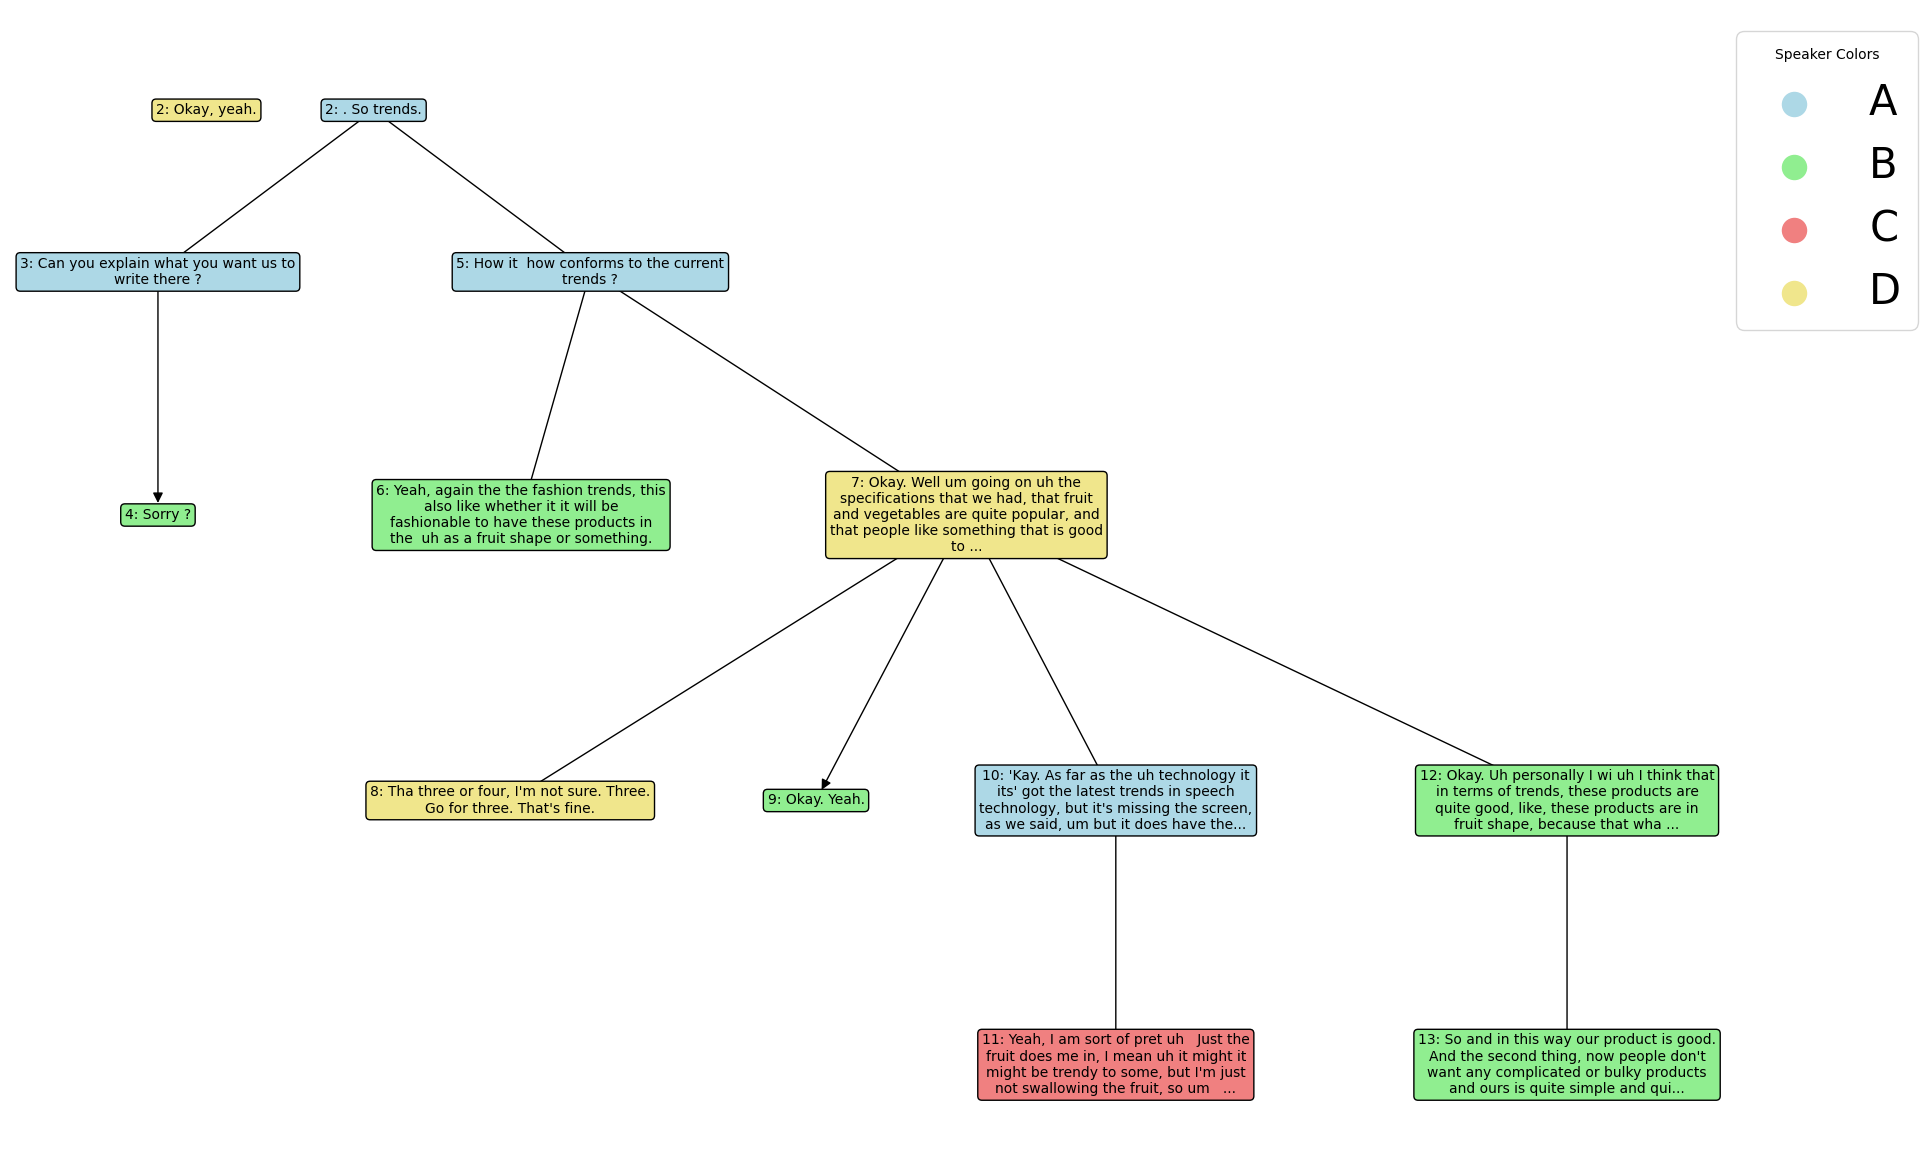 Speaker Colors
A
B
C
D
2: Okay, yeah.
2: . So trends.
3: Can you explain what you want us to
write there ?
5: How it  how conforms to the current
trends ?
4: Sorry ?
6: Yeah, again the the fashion trends, this
also like whether it it will be
fashionable to have these products in
the  uh as a fruit shape or something.
7: Okay. Well um going on uh the
specifications that we had, that fruit
and vegetables are quite popular, and
that people like something that is good
to ...
8: Tha three or four, I'm not sure. Three.
Go for three. That's fine.
9: Okay. Yeah.
10: 'Kay. As far as the uh technology it
its' got the latest trends in speech
technology, but it's missing the screen,
as we said, um but it does have the...
12: Okay. Uh personally I wi uh I think that
in terms of trends, these products are
quite good, like, these products are in
fruit shape, because that wha ...
11: Yeah, I am sort of pret uh   Just the
fruit does me in, I mean uh it might it
might be trendy to some, but I'm just
not swallowing the fruit, so um   ...
13: So and in this way our product is good.
And the second thing, now people don't
want any complicated or bulky products
and ours is quite simple and qui...